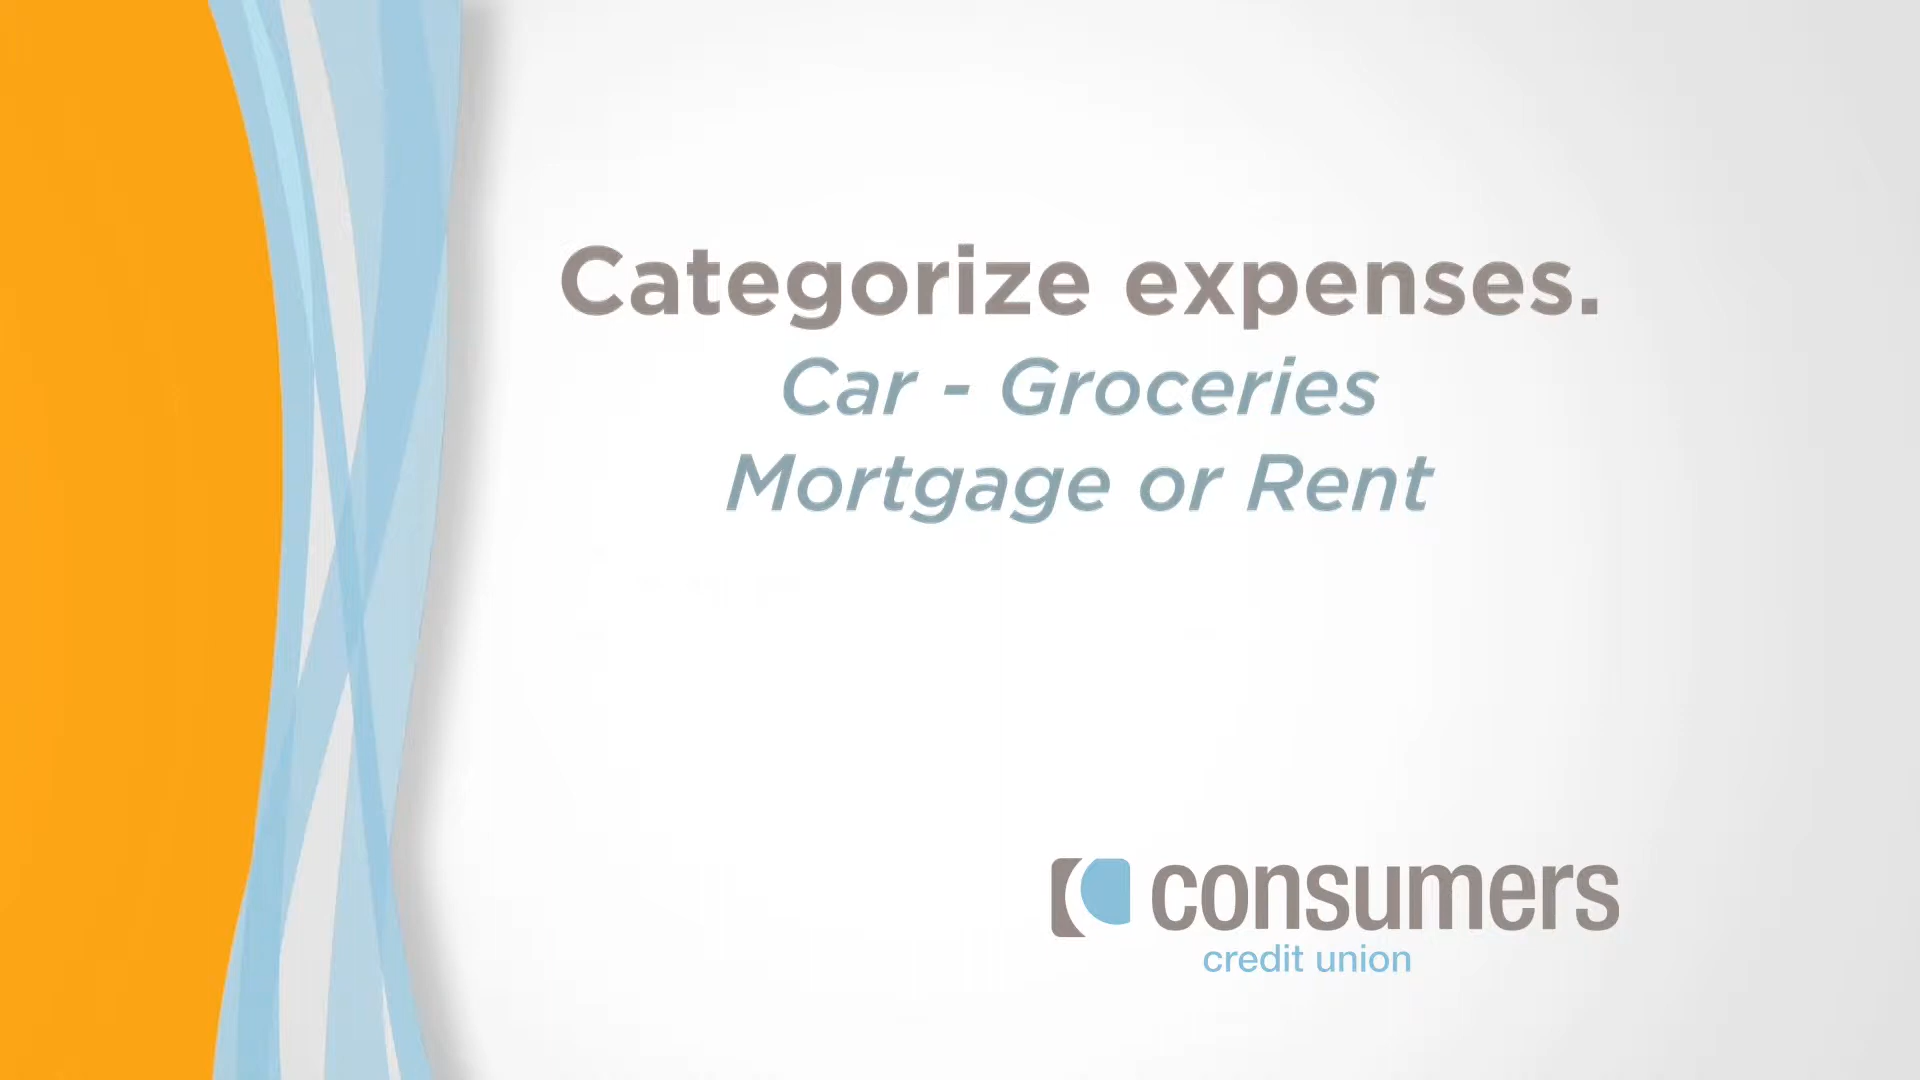 Categorize expenses.
Car - Groceries
Mortgage or Rent
consumers
credit union